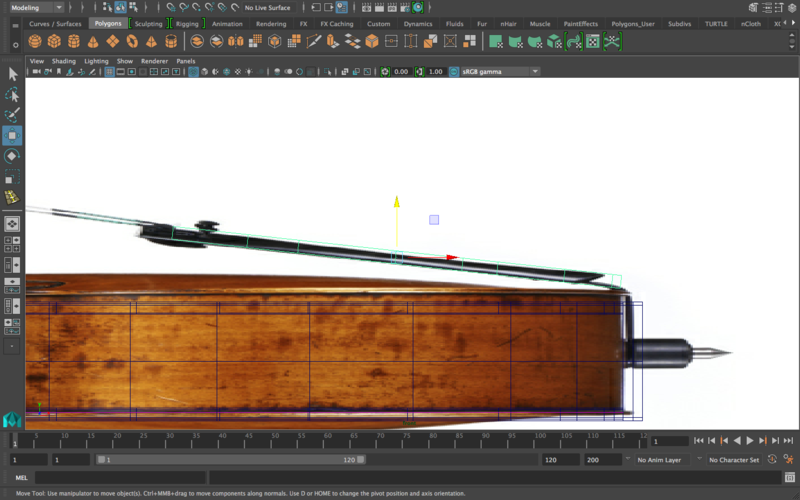 Modeling No Live Surface
Curves / Surfaces Polygons Sculpting Rigging Animation Rendering FX FX Caching Custom Dynamics Fluids Fur nHair Muscle PaintEffects Polygons_User Subdivs TURTLE nCloth
View Shading Lighting Show Renderer Panels
0.00 1.00 sRGB gamma
1 5 10 15 20 25 30 35 40 45 50 55 60 65 70 75 80 85 90 95 100 105 110 115 12 1
1 1 1 120 120 200 No Anim Layer No Character Set
MEL
Move Tool: Use manipulator to move object(s). Ctrl+MMB+drag to move components along normals. Use D or HOME to change the pivot position and axis orientation.